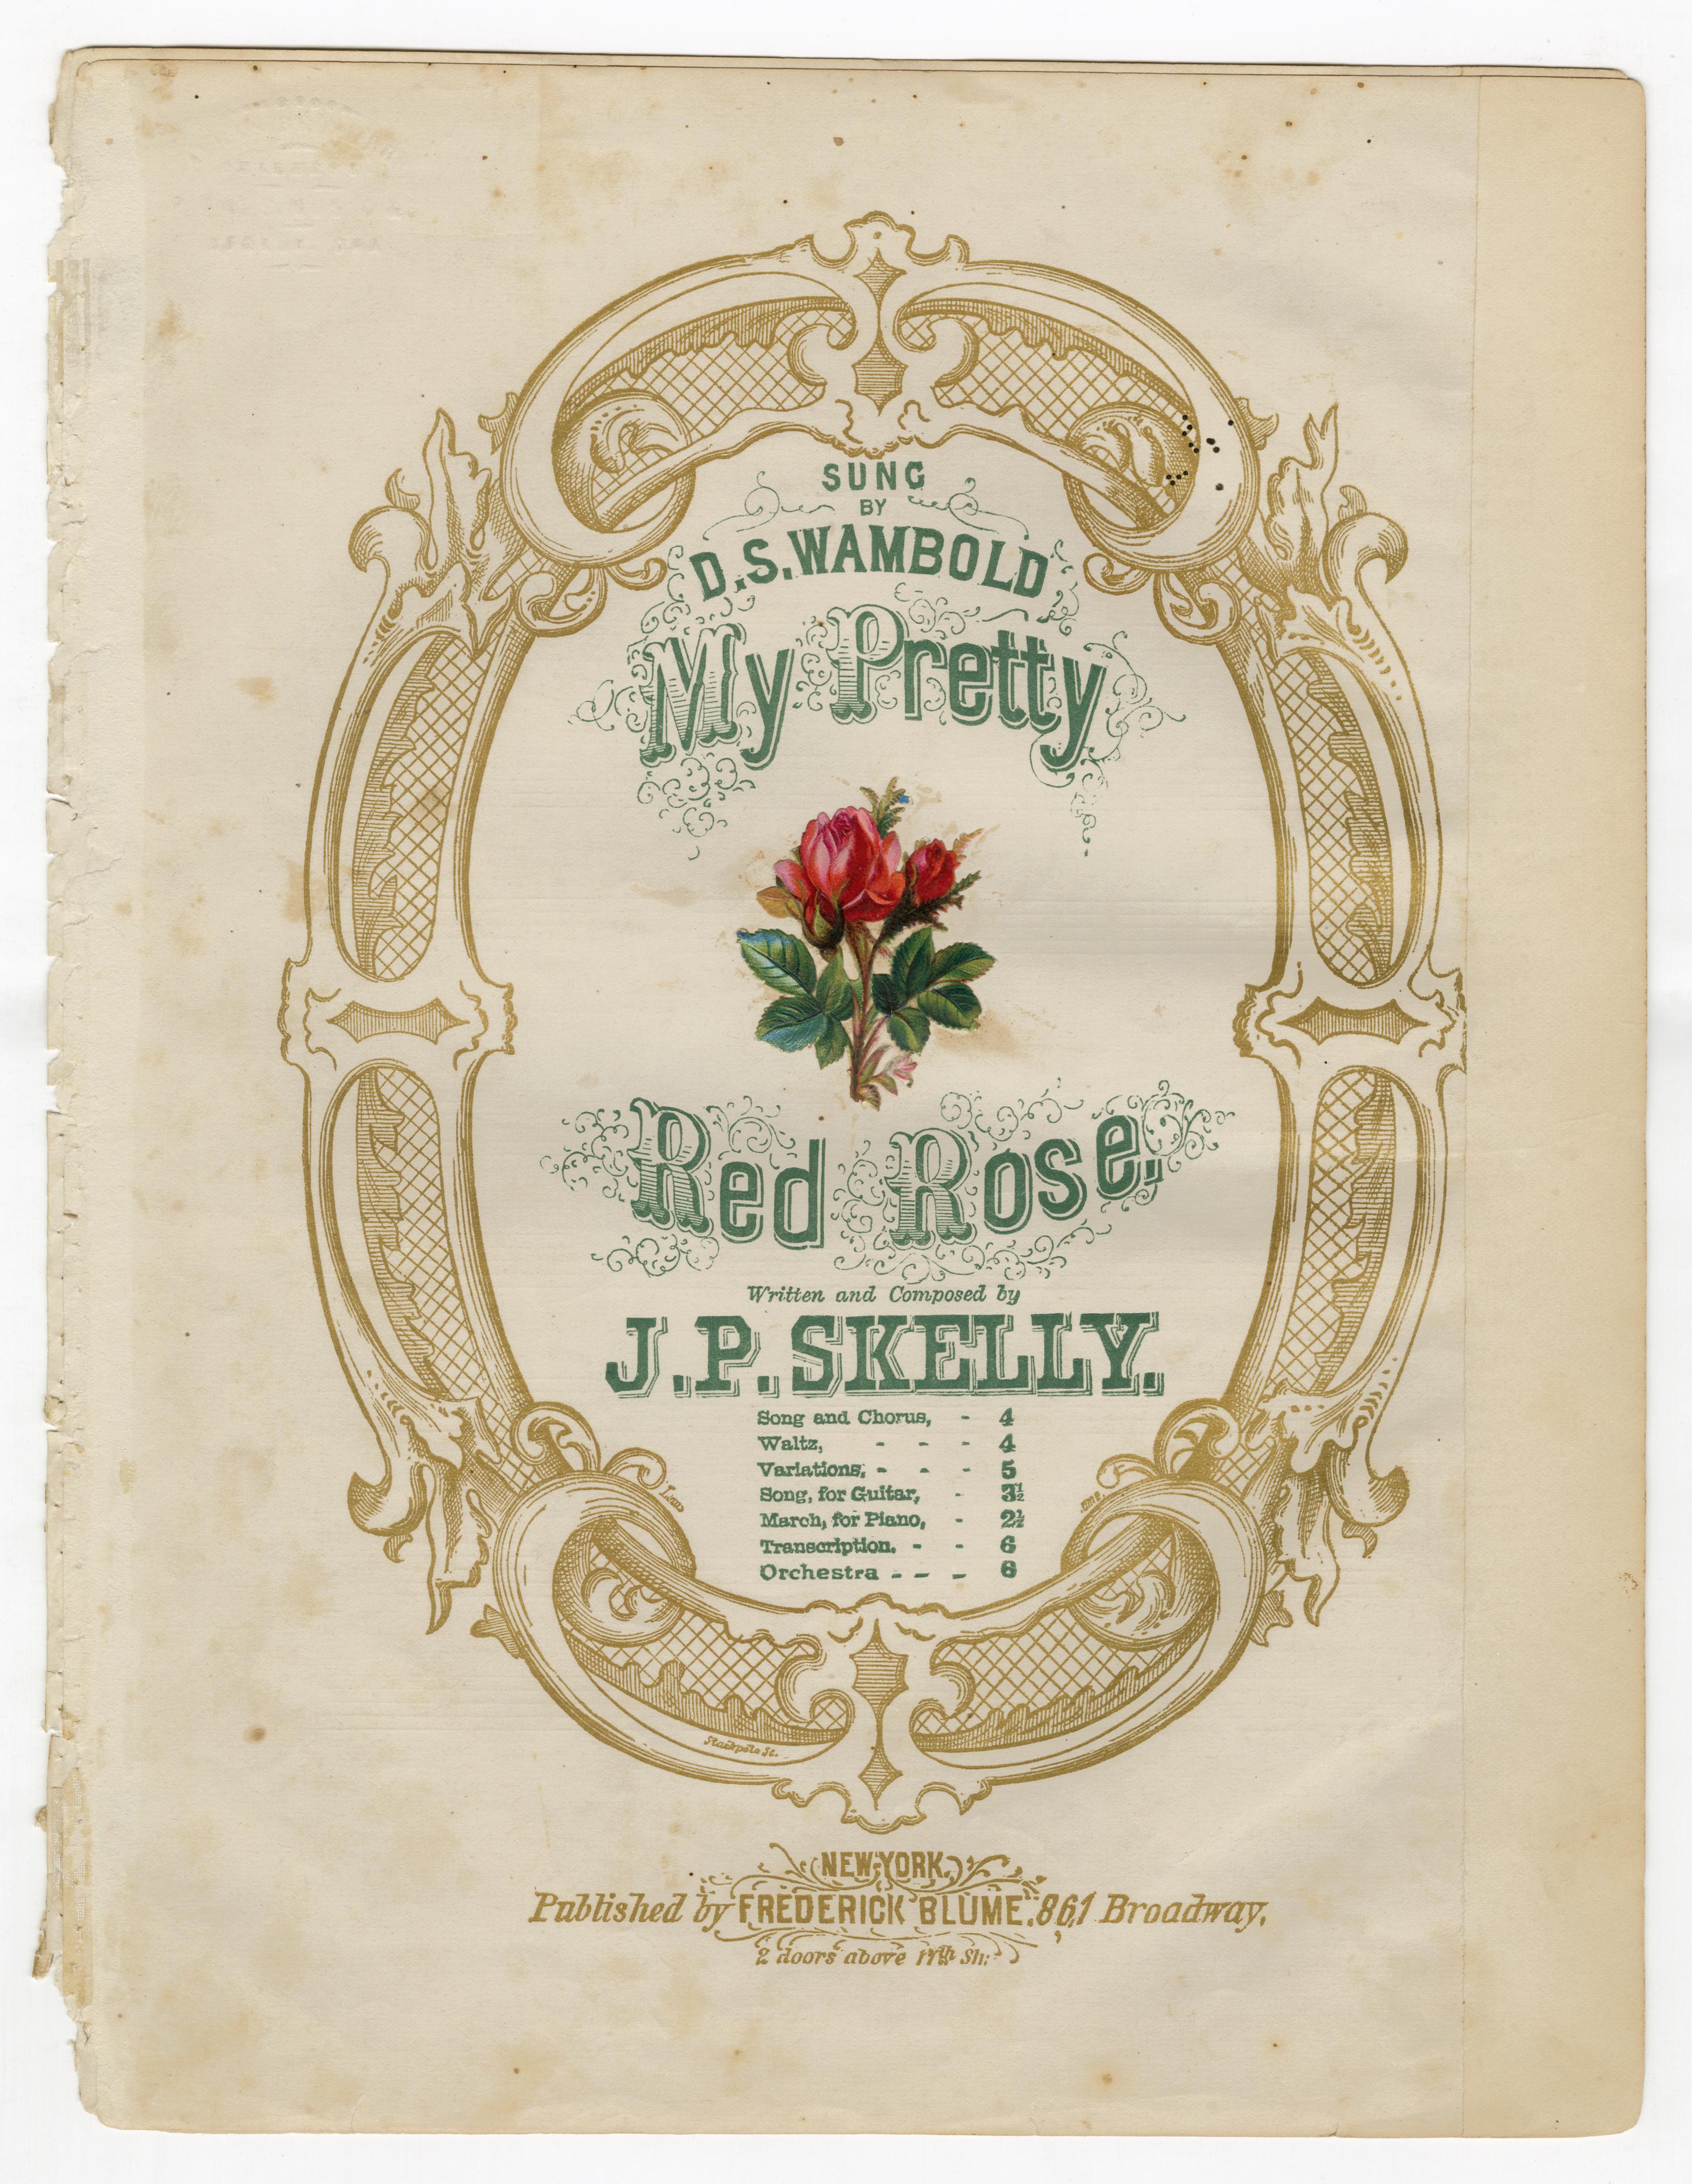 SUNG
BY
D.S. WAMBOLD
My Pretty
Red Rose.
Written and Composed by
J.P. SKELLY.
Song and Chorus, - 4
Waltz, - - - 4
Variations, - - - 5
Song, for Guitar, - 3½
March, for Piano, - 2½
Transcription. - - 6
Orchestra - - - 6
Stackpole Sc.
NEW-YORK,
Published by FREDERICK BLUME, 861 Broadway,
2 doors above 17th St: